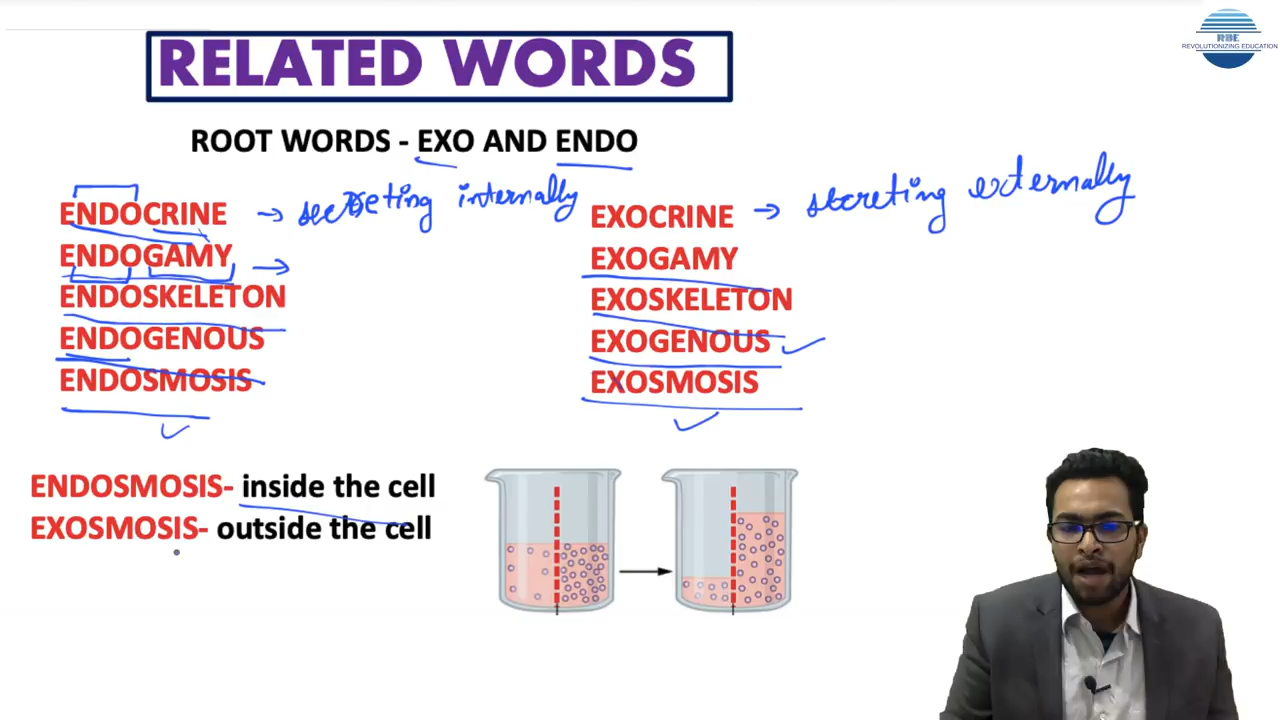 RBE
REVOLUTIONIZING EDUCATION
RELATED WORDS
ROOT WORDS - EXO AND ENDO
ENDOCRINE → secreting internally
ENDOGAMY →
ENDOSKELETON
ENDOGENOUS
ENDOSMOSIS
EXOCRINE → secreting externally
EXOGAMY
EXOSKELETON
EXOGENOUS
EXOSMOSIS
ENDOSMOSIS- inside the cell
EXOSMOSIS- outside the cell